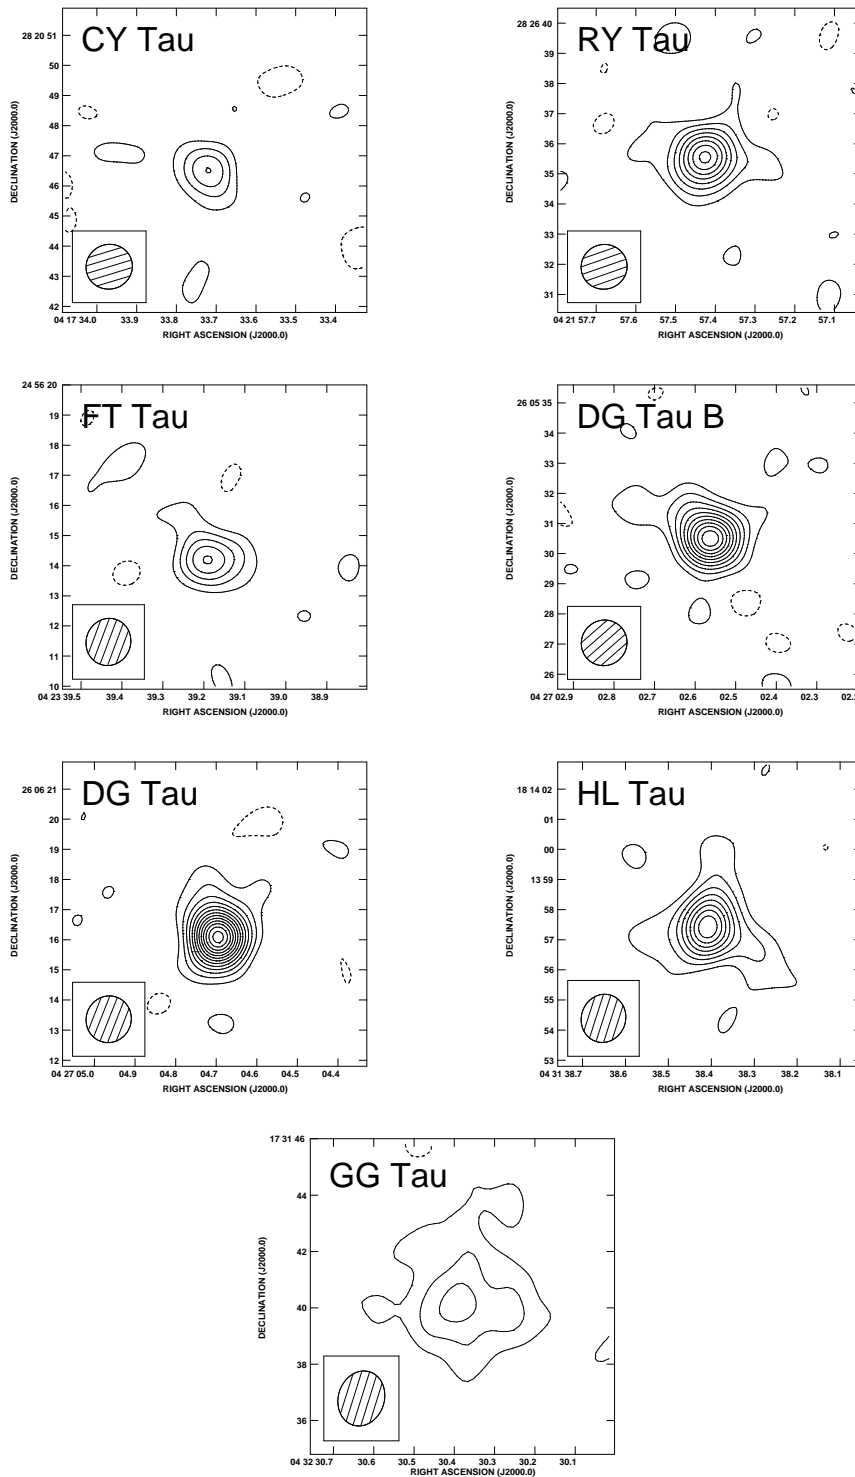 CY Tau
28 20 51
50
49
48
47
46
45
44
43
42
DECLINATION (J2000.0)
04 17 34.0 33.9 33.8 33.7 33.6 33.5 33.4
RIGHT ASCENSION (J2000.0)
RY Tau
28 26 40
39
38
37
36
35
34
33
32
31
DECLINATION (J2000.0)
04 21 57.7 57.6 57.5 57.4 57.3 57.2 57.1
RIGHT ASCENSION (J2000.0)
FT Tau
24 56 20
19
18
17
16
15
14
13
12
11
10
DECLINATION (J2000.0)
04 23 39.5 39.4 39.3 39.2 39.1 39.0 38.9
RIGHT ASCENSION (J2000.0)
DG Tau B
26 05 35
34
33
32
31
30
29
28
27
26
DECLINATION (J2000.0)
04 27 02.9 02.8 02.7 02.6 02.5 02.4 02.3
RIGHT ASCENSION (J2000.0)
DG Tau
26 06 21
20
19
18
17
16
15
14
13
12
DECLINATION (J2000.0)
04 27 05.0 04.9 04.8 04.7 04.6 04.5 04.4
RIGHT ASCENSION (J2000.0)
HL Tau
18 14 02
01
00
13 59
58
57
56
55
54
53
DECLINATION (J2000.0)
04 31 38.7 38.6 38.5 38.4 38.3 38.2 38.1
RIGHT ASCENSION (J2000.0)
GG Tau
17 31 46
44
42
40
38
36
DECLINATION (J2000.0)
04 32 30.7 30.6 30.5 30.4 30.3 30.2 30.1
RIGHT ASCENSION (J2000.0)